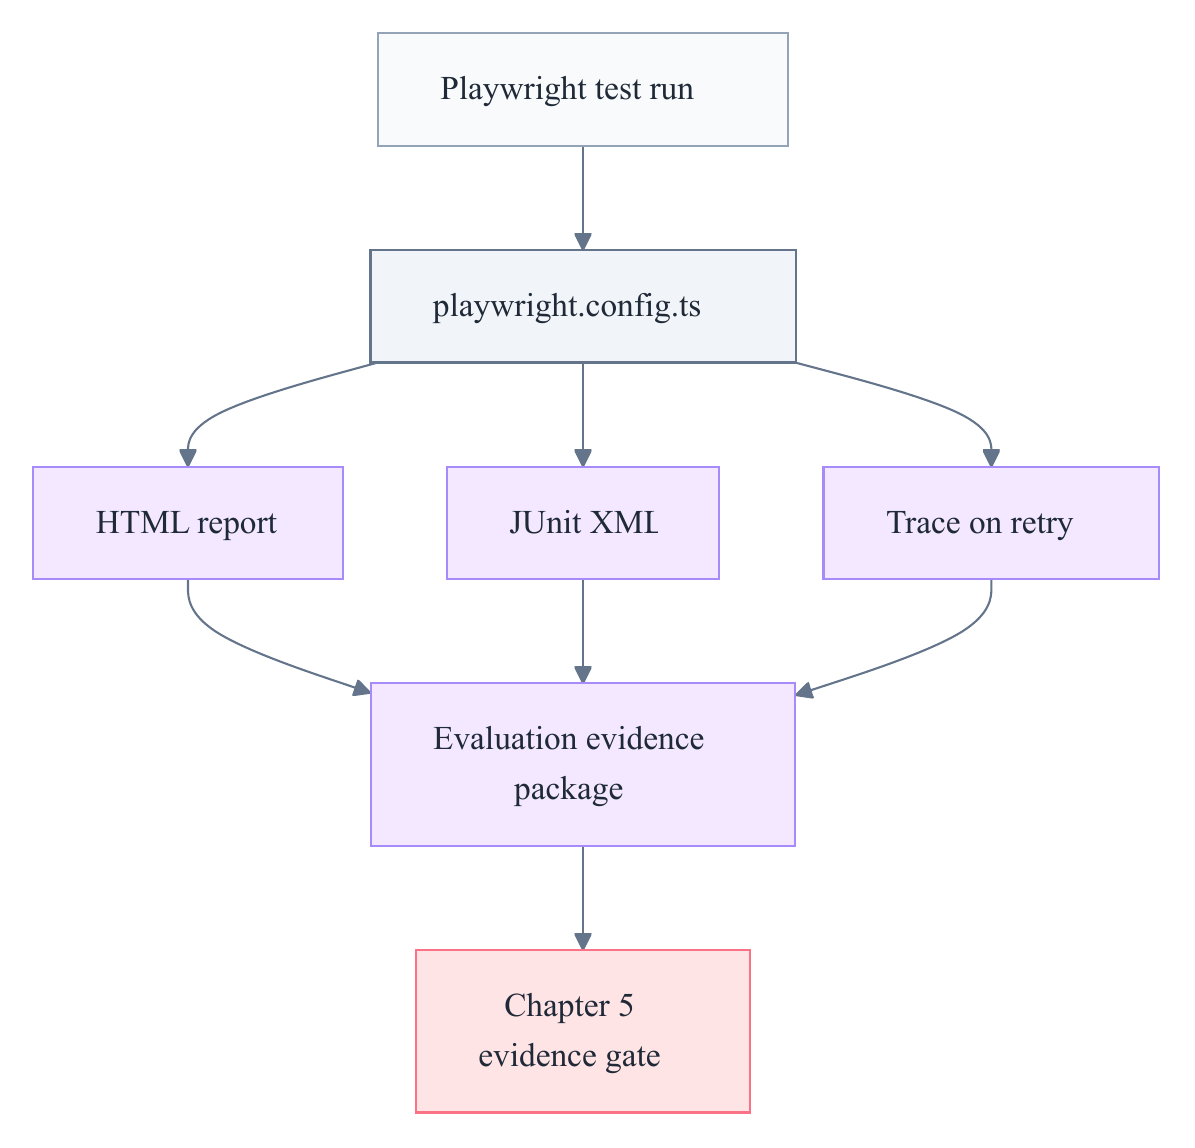 Playwright test run
playwright.config.ts
HTML report
JUnit XML
Trace on retry
Evaluation evidence
package
Chapter 5
evidence gate